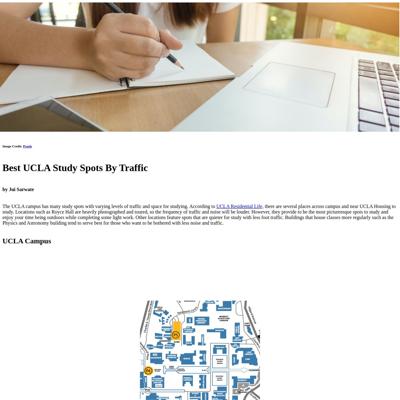 Image Credit: Pexels
Best UCLA Study Spots By Traffic
by Jui Sarwate
The UCLA campus has many study spots with varying levels of traffic and space for studying. According to UCLA Residential Life, there are several places across campus and near UCLA Housing to
study. Locations such as Royce Hall are heavily photographed and toured, so the frequency of traffic and noise will be louder. However, they provide to be the most picturesque spots to study and
enjoy your time being outdoors while completing some light work. Other locations feature spots that are quieter for study with less foot traffic. Buildings that house classes more regularly such as the
Physics and Astronomy building tend to serve best for those who want to be bothered with less noise and traffic.
UCLA Campus